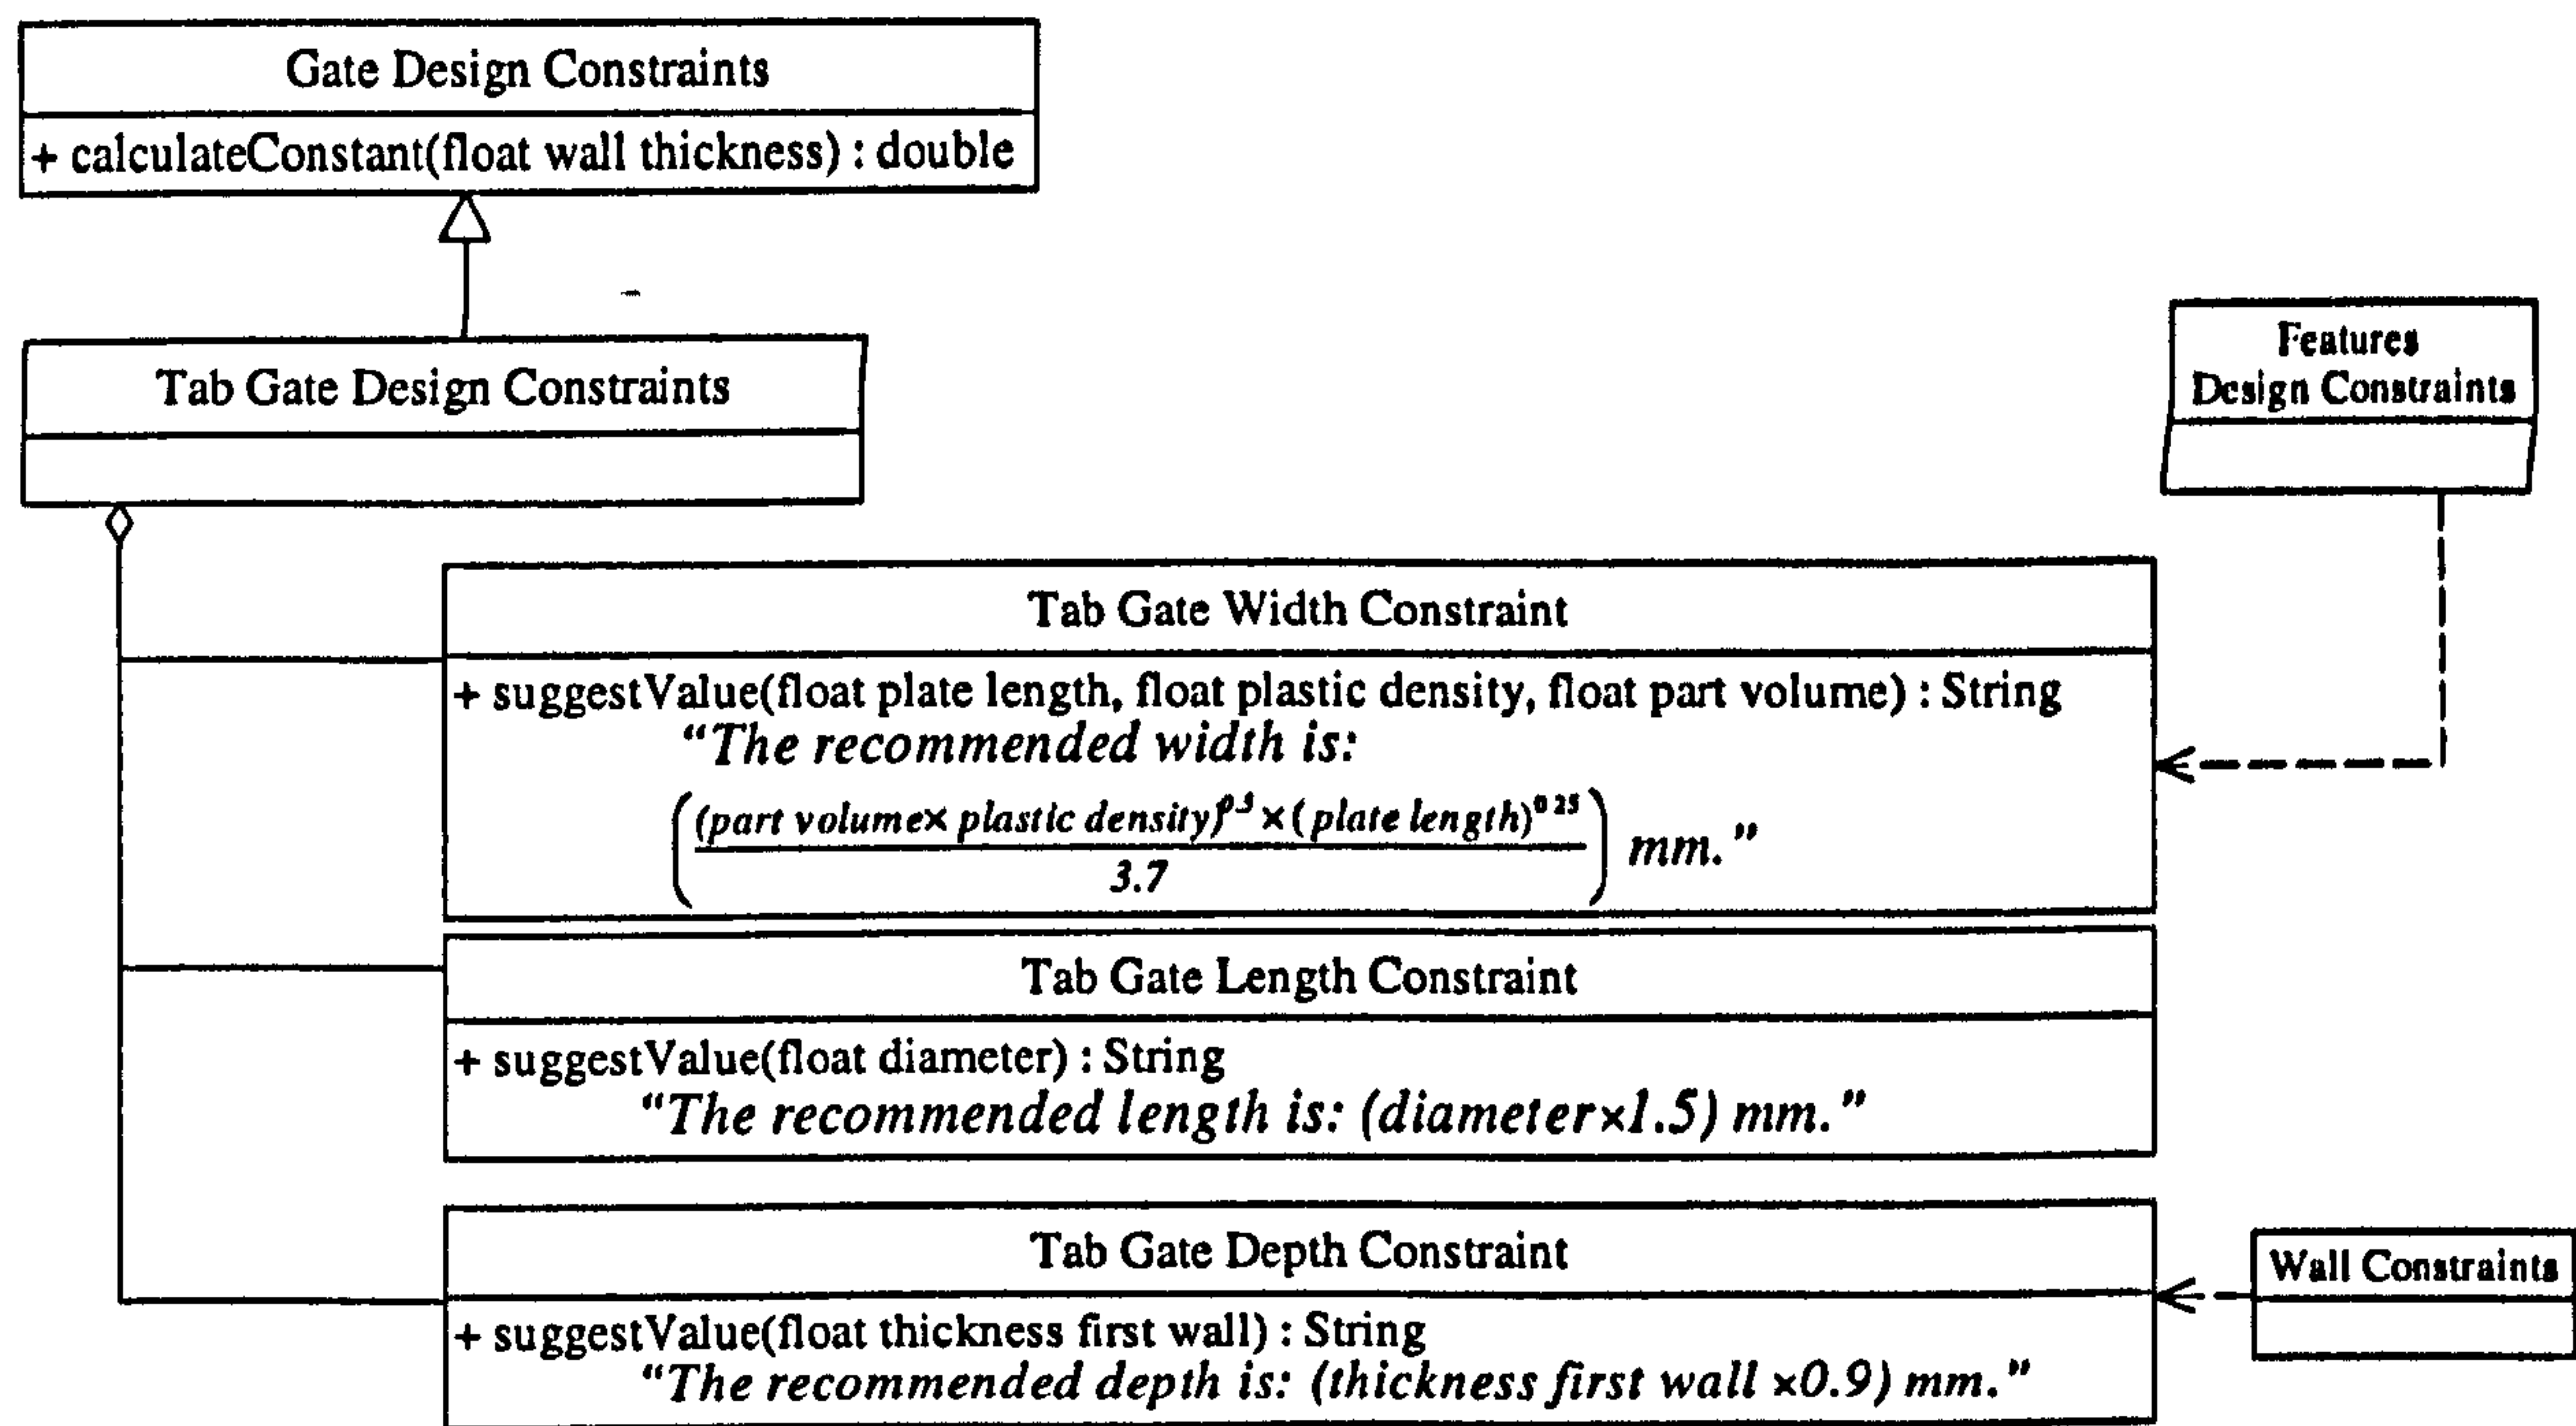 Gate Design Constraints
+ calculateConstant(float wall thickness) : double
Tab Gate Design Constraints
Features
Design Constraints
Tab Gate Width Constraint
+ suggestValue(float plate length, float plastic density, float part volume) : String
“The recommended width is:
((part volume× plastic density)^0.5 × (plate length)^0.25 / 3.7) mm.”
Tab Gate Length Constraint
+ suggestValue(float diameter) : String
“The recommended length is: (diameter×1.5) mm.”
Tab Gate Depth Constraint
Wall Constraints
+ suggestValue(float thickness first wall) : String
“The recommended depth is: (thickness first wall ×0.9) mm.”